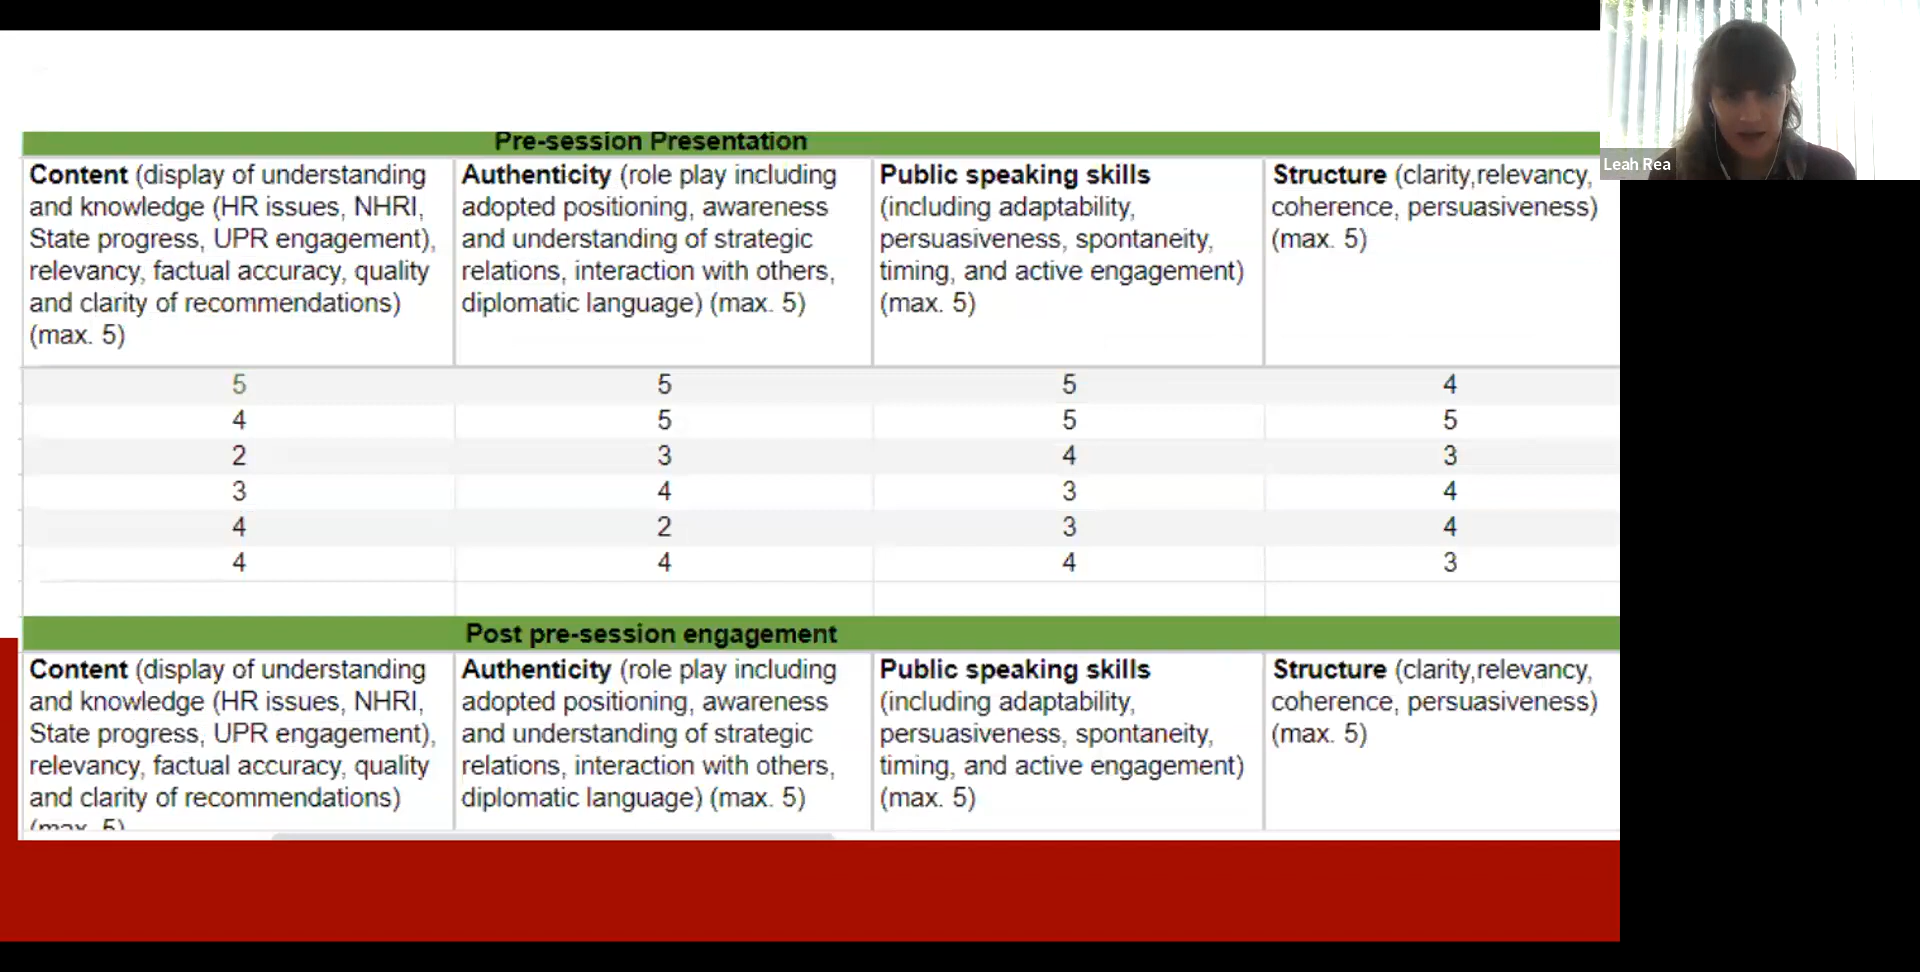 Leah Rea
Pre-session Presentation
Content (display of understanding
and knowledge (HR issues, NHRI,
State progress, UPR engagement),
relevancy, factual accuracy, quality
and clarity of recommendations)
(max. 5)
Authenticity (role play including
adopted positioning, awareness
and understanding of strategic
relations, interaction with others,
diplomatic language) (max. 5)
Public speaking skills
(including adaptability,
persuasiveness, spontaneity,
timing, and active engagement)
(max. 5)
Structure (clarity,relevancy,
coherence, persuasiveness)
(max. 5)
5 5 5 4
4 5 5 5
2 3 4 3
3 4 3 4
4 2 3 4
4 4 4 3
Post pre-session engagement
Content (display of understanding
and knowledge (HR issues, NHRI,
State progress, UPR engagement),
relevancy, factual accuracy, quality
and clarity of recommendations)
(max. 5)
Authenticity (role play including
adopted positioning, awareness
and understanding of strategic
relations, interaction with others,
diplomatic language) (max. 5)
Public speaking skills
(including adaptability,
persuasiveness, spontaneity,
timing, and active engagement)
(max. 5)
Structure (clarity,relevancy,
coherence, persuasiveness)
(max. 5)